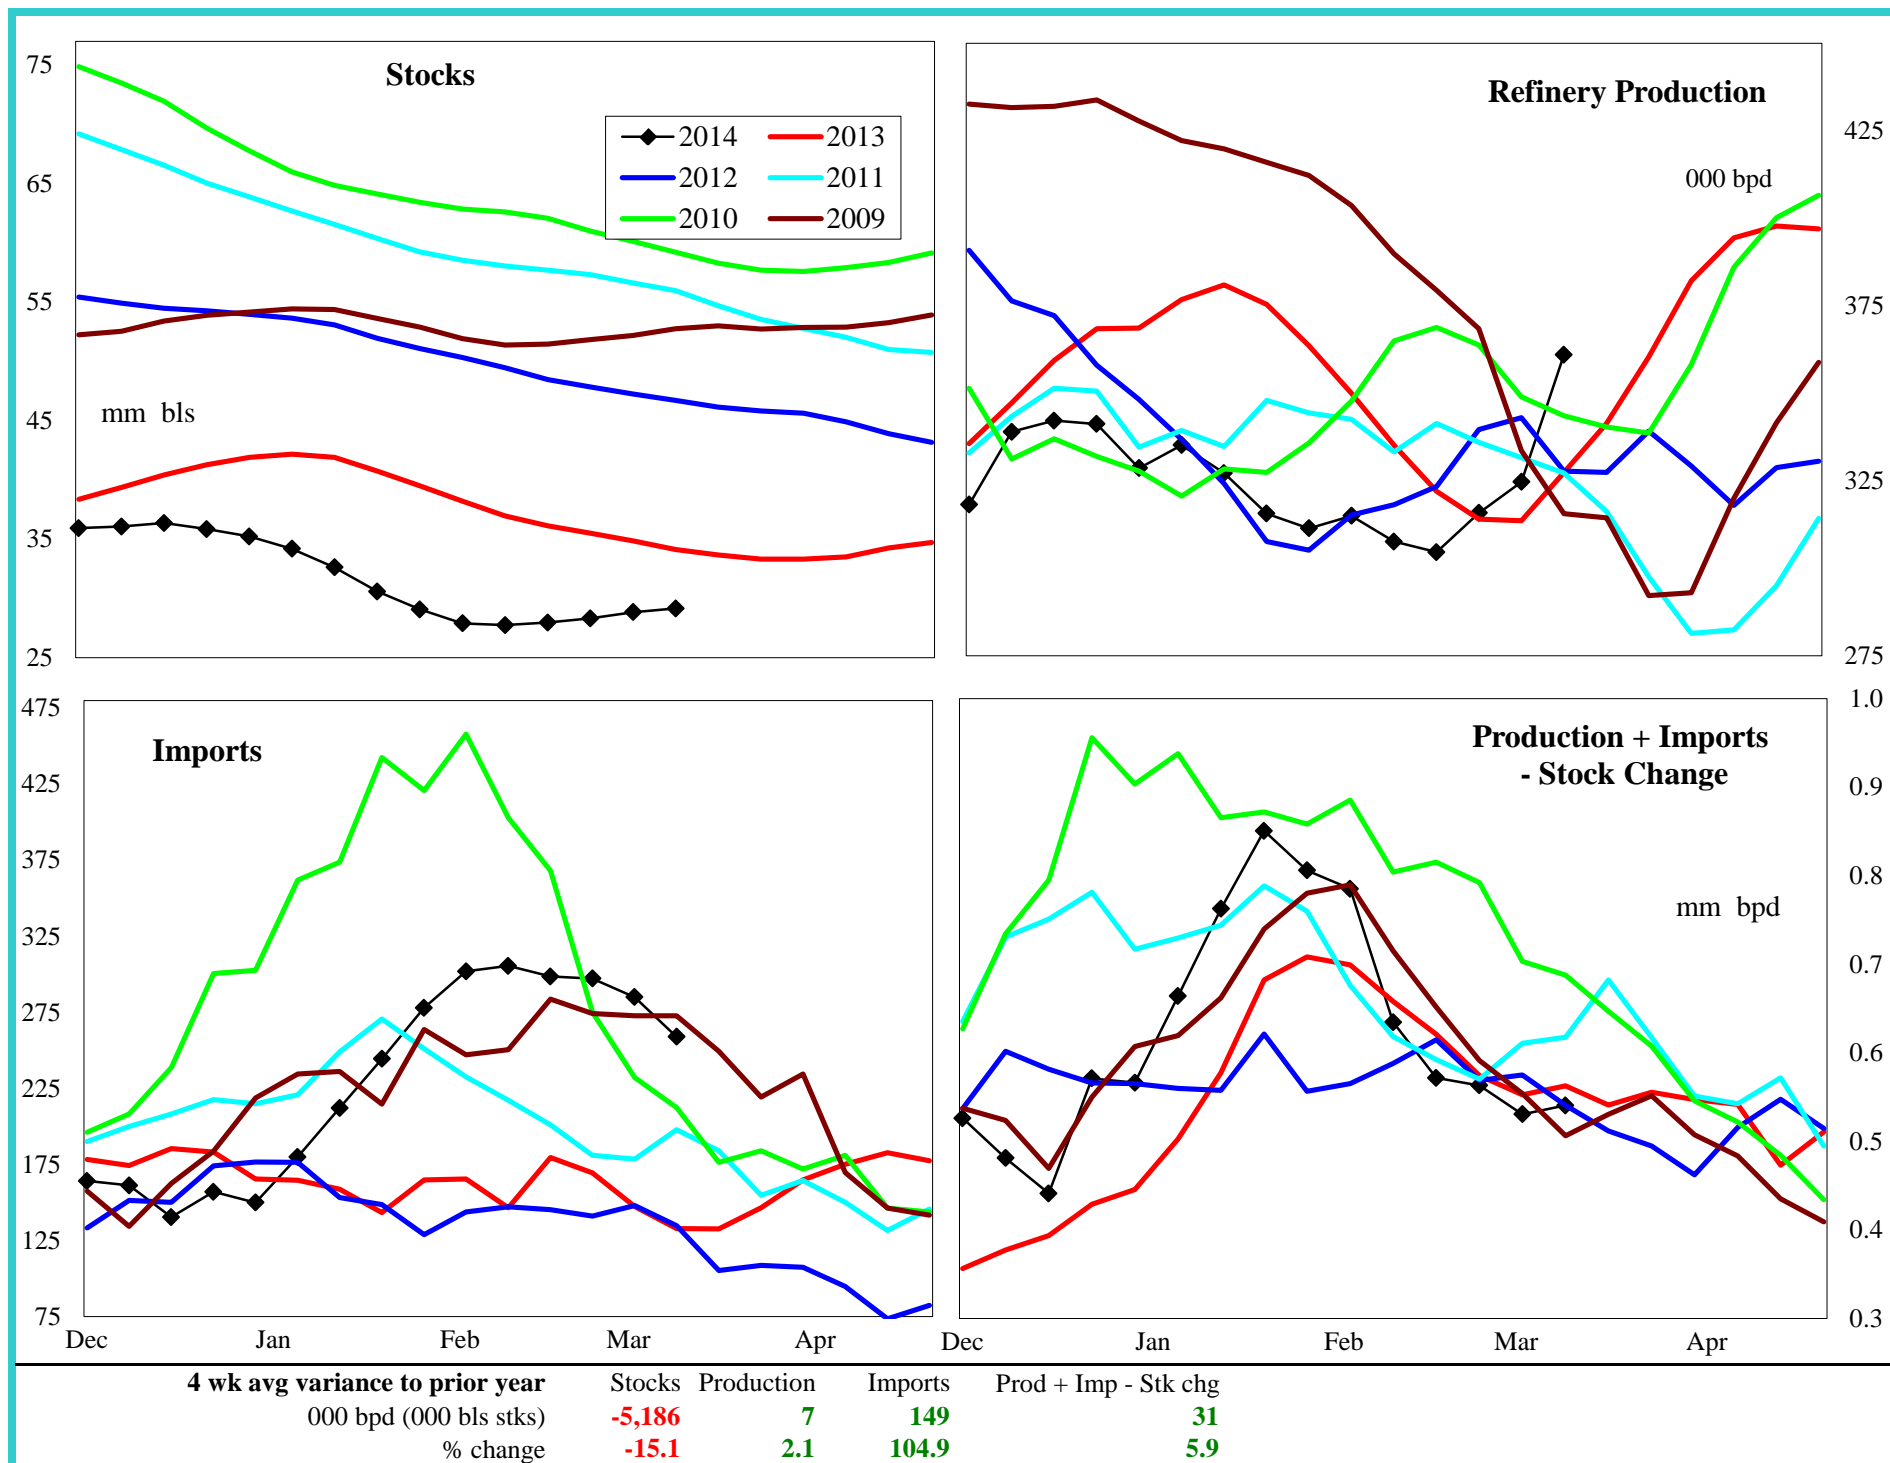 Stocks
75
65
55
45
35
25
mm bls
2014 2013
2012 2011
2010 2009
Refinery Production
000 bpd
425
375
325
275
Imports
475
425
375
325
275
225
175
125
75
Dec Jan Feb Mar Apr
Production + Imports
- Stock Change
mm bpd
1.0
0.9
0.8
0.7
0.6
0.5
0.4
0.3
Dec Jan Feb Mar Apr
4 wk avg variance to prior year Stocks Production Imports Prod + Imp - Stk chg
000 bpd (000 bls stks) -5,186 7 149 31
% change -15.1 2.1 104.9 5.9